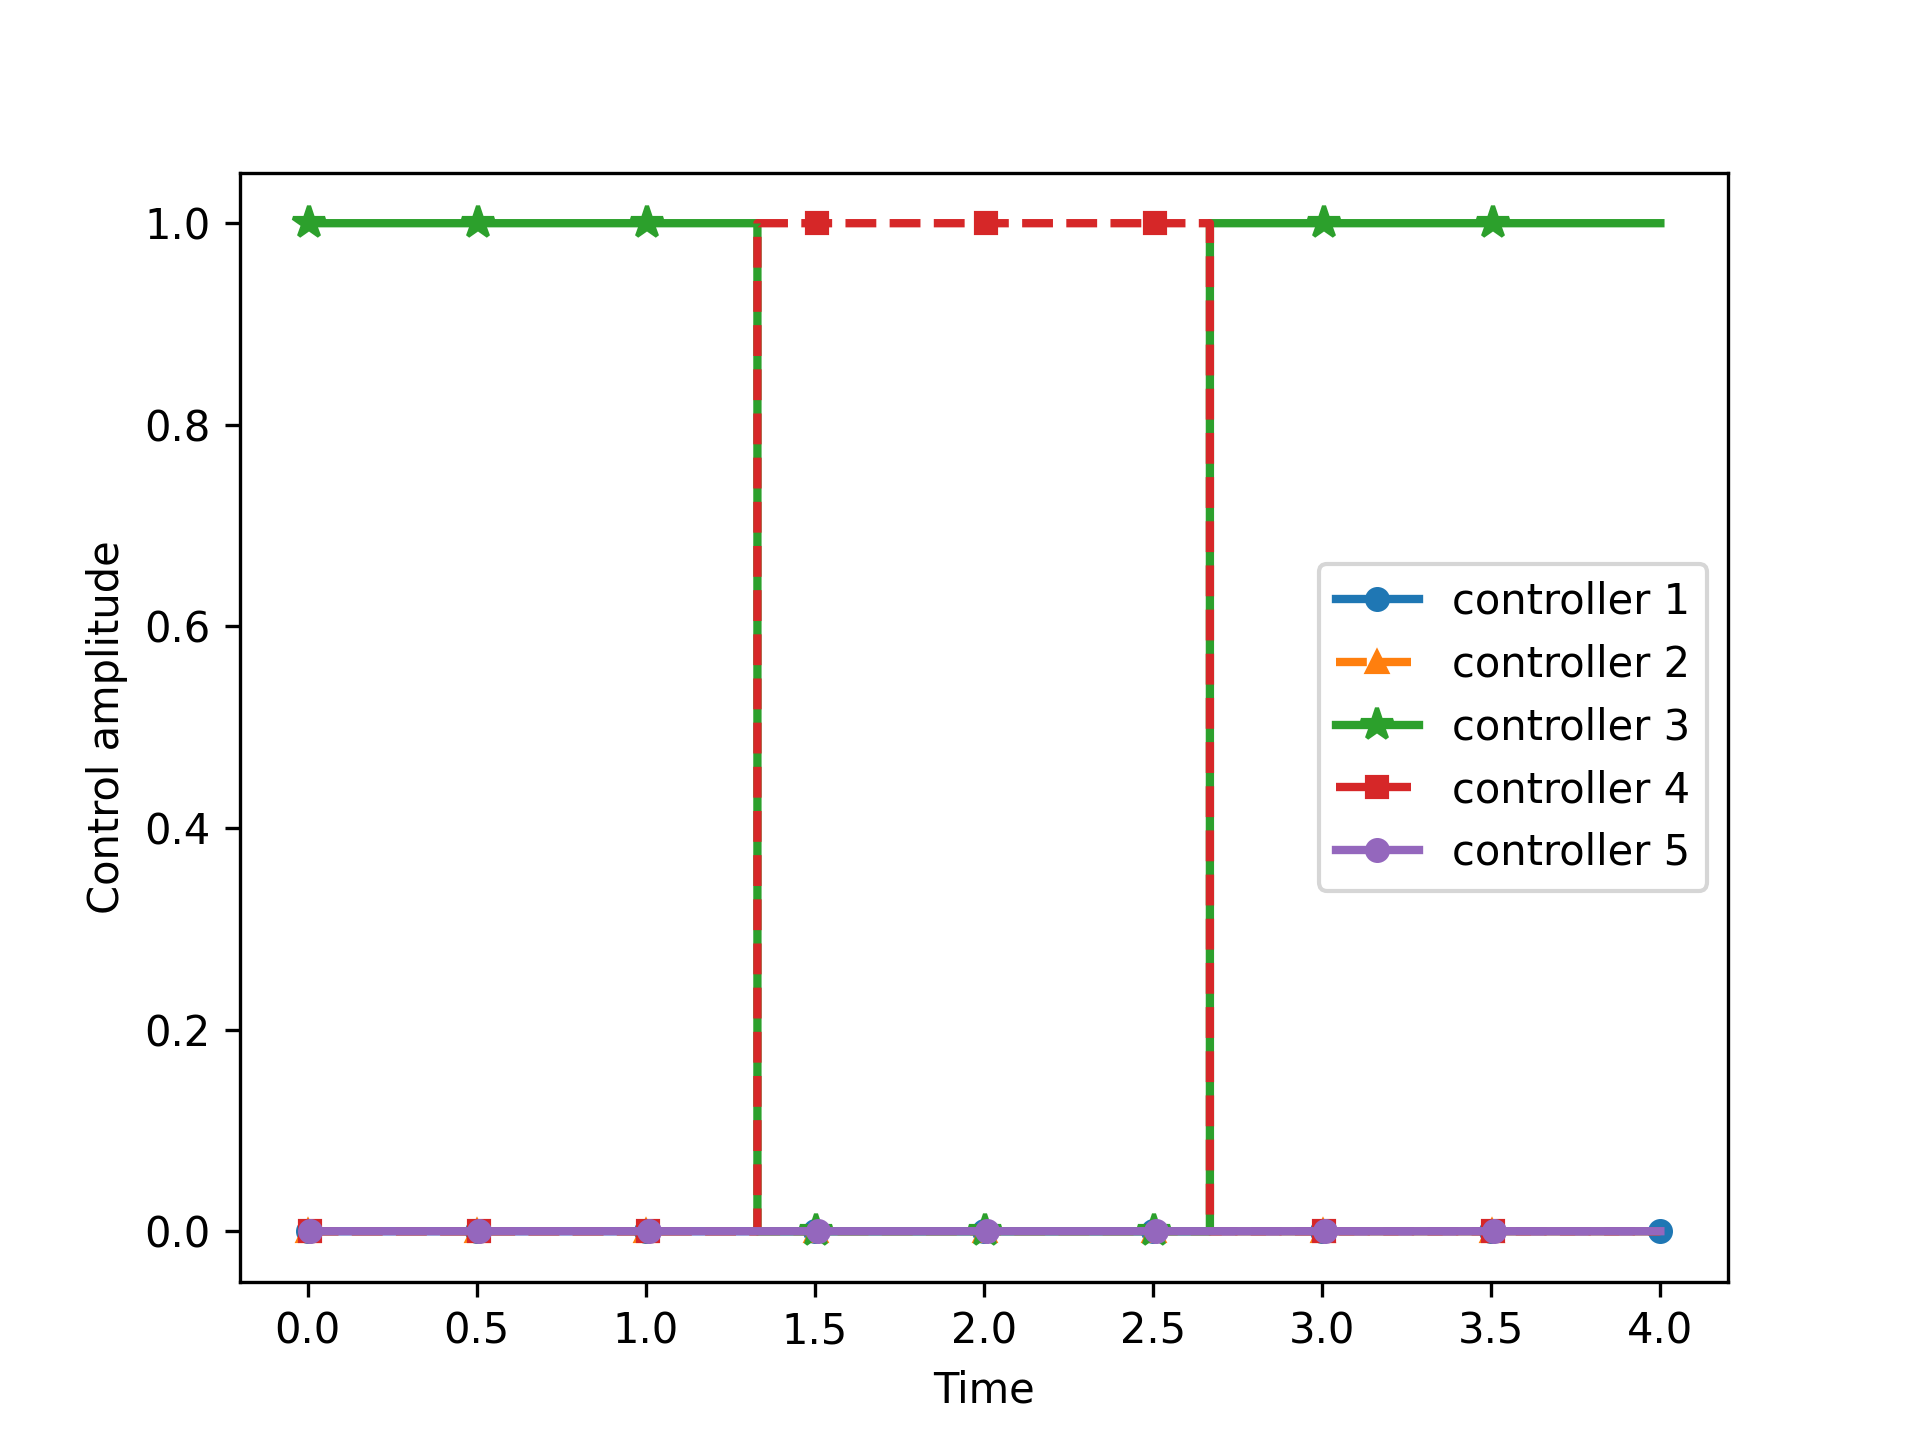 1.0
0.8
0.6
0.4
0.2
0.0
Control amplitude
controller 1
controller 2
controller 3
controller 4
controller 5
0.0 0.5 1.0 1.5 2.0 2.5 3.0 3.5 4.0
Time